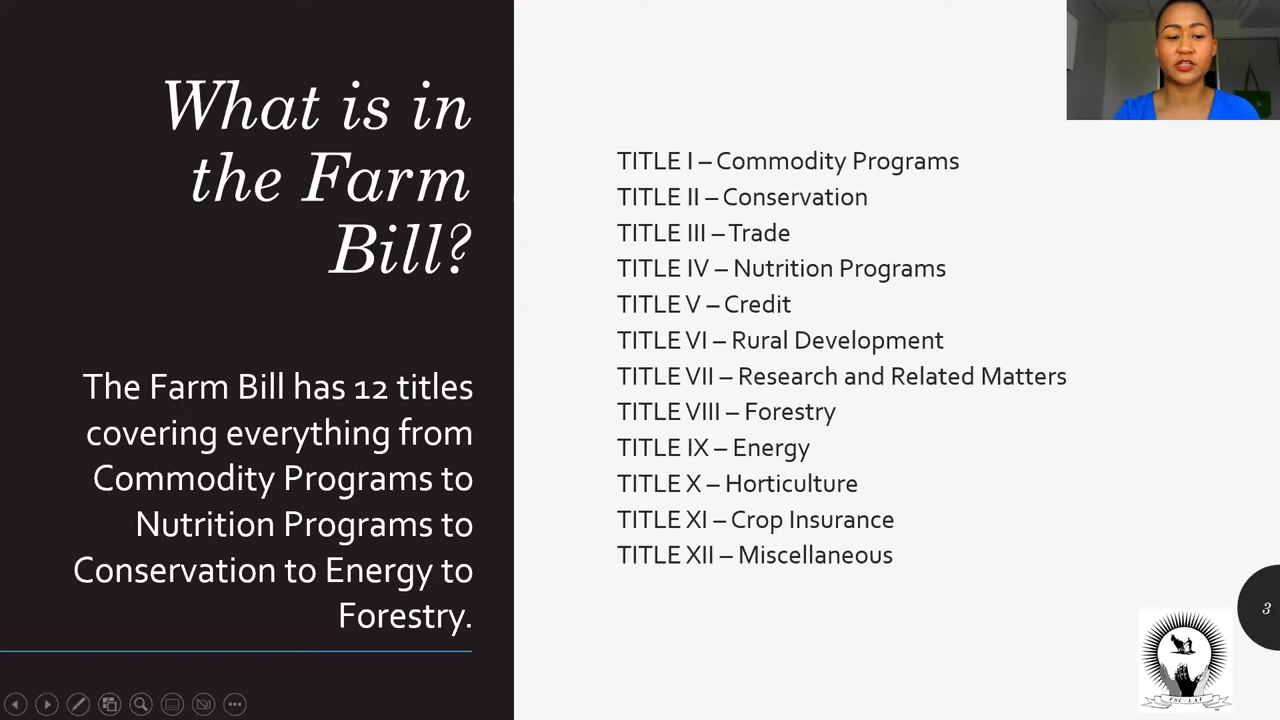 What is in
the Farm
Bill?
The Farm Bill has 12 titles
covering everything from
Commodity Programs to
Nutrition Programs to
Conservation to Energy to
Forestry.
TITLE I – Commodity Programs
TITLE II – Conservation
TITLE III – Trade
TITLE IV – Nutrition Programs
TITLE V – Credit
TITLE VI – Rural Development
TITLE VII – Research and Related Matters
TITLE VIII – Forestry
TITLE IX – Energy
TITLE X – Horticulture
TITLE XI – Crop Insurance
TITLE XII – Miscellaneous
3